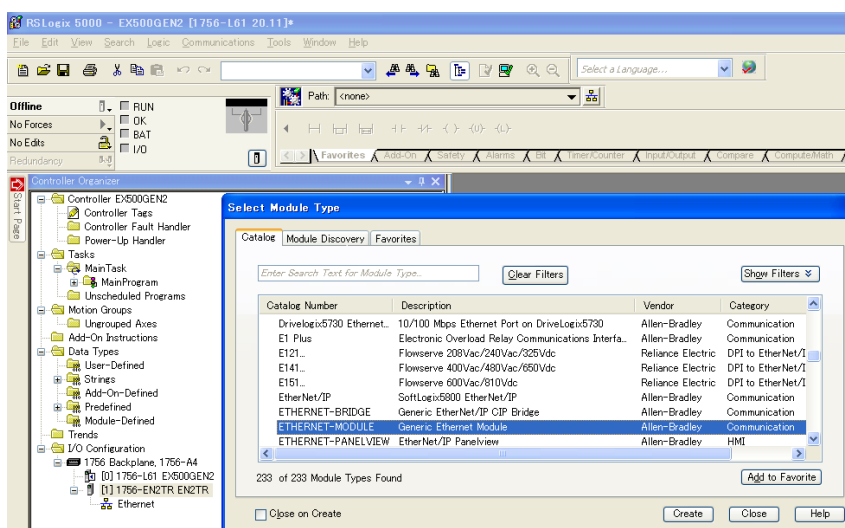 RSLogix 5000 - EX500GEN2 [1756-L61 20.11]*
File Edit View Search Logic Communications Tools Window Help
Select a Language...
Path: <none>
Offline
RUN
No Forces
OK
BAT
No Edits
I/O
Redundancy
Favorites Add-On Safety Alarms Bit Timer/Counter Input/Output Compare Compute/Math
Start Page
Controller Organizer
Controller EX500GEN2
Controller Tags
Controller Fault Handler
Power-Up Handler
Tasks
MainTask
MainProgram
Unscheduled Programs
Motion Groups
Ungrouped Axes
Add-On Instructions
Data Types
User-Defined
Strings
Add-On-Defined
Predefined
Module-Defined
Trends
I/O Configuration
1756 Backplane, 1756-A4
[0] 1756-L61 EX500GEN2
[1] 1756-EN2TR EN2TR
Ethernet
Select Module Type
Catalog Module Discovery Favorites
Enter Search Text for Module Type...
Clear Filters
Show Filters
Catalog Number Description Vendor Category
Drivelogix5730 Ethernet... 10/100 Mbps Ethernet Port on DriveLogix5730 Allen-Bradley Communication
E1 Plus Electronic Overload Relay Communications Interfa... Allen-Bradley Communication
E121... Flowserve 208Vac/240Vac/325Vdc Reliance Electric DPI to EtherNet/I
E141... Flowserve 400Vac/480Vac/650Vdc Reliance Electric DPI to EtherNet/I
E151... Flowserve 600Vac/810Vdc Reliance Electric DPI to EtherNet/I
EtherNet/IP SoftLogix5800 EtherNet/IP Allen-Bradley Communication
ETHERNET-BRIDGE Generic EtherNet/IP CIP Bridge Allen-Bradley Communication
ETHERNET-MODULE Generic Ethernet Module Allen-Bradley Communication
ETHERNET-PANELVIEW EtherNet/IP Panelview Allen-Bradley HMI
233 of 233 Module Types Found
Add to Favorite
Close on Create
Create Close Help